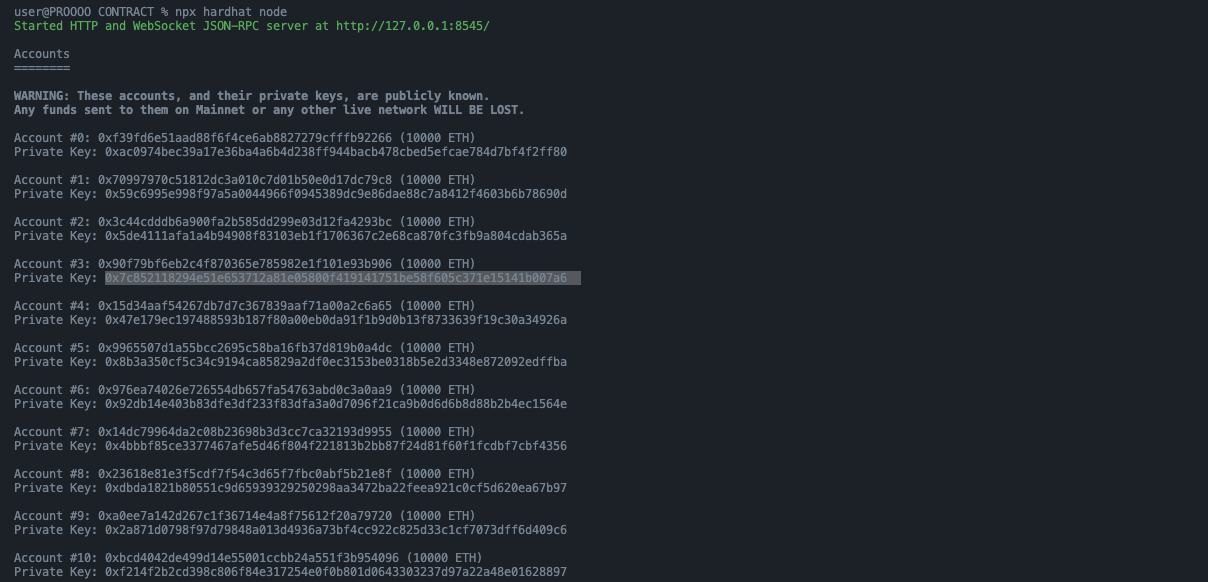 user@PROOOO CONTRACT % npx hardhat node
Started HTTP and WebSocket JSON-RPC server at http://127.0.0.1:8545/
Accounts
========
WARNING: These accounts, and their private keys, are publicly known.
Any funds sent to them on Mainnet or any other live network WILL BE LOST.
Account #0: 0xf39fd6e51aad88f6f4ce6ab8827279cfffb92266 (10000 ETH)
Private Key: 0xac0974bec39a17e36ba4a6b4d238ff944bacb478cbed5efcae784d7bf4f2ff80
Account #1: 0x70997970c51812dc3a010c7d01b50e0d17dc79c8 (10000 ETH)
Private Key: 0x59c6995e998f97a5a0044966f0945389dc9e86dae88c7a8412f4603b6b78690d
Account #2: 0x3c44cdddb6a900fa2b585dd299e03d12fa4293bc (10000 ETH)
Private Key: 0x5de4111afa1a4b94908f83103eb1f1706367c2e68ca870fc3fb9a804cdab365a
Account #3: 0x90f79bf6eb2c4f870365e785982e1f101e93b906 (10000 ETH)
Private Key: 0x7c852118294e51e653712a81e05800f419141751be58f605c371e15141b007a6
Account #4: 0x15d34aaf54267db7d7c367839aaf71a00a2c6a65 (10000 ETH)
Private Key: 0x47e179ec197488593b187f80a00eb0da91f1b9d0b13f8733639f19c30a34926a
Account #5: 0x9965507d1a55bcc2695c58ba16fb37d819b0a4dc (10000 ETH)
Private Key: 0x8b3a350cf5c34c9194ca85829a2df0ec3153be0318b5e2d3348e872092edffba
Account #6: 0x976ea74026e726554db657fa54763abd0c3a0aa9 (10000 ETH)
Private Key: 0x92db14e403b83dfe3df233f83dfa3a0d7096f21ca9b0d6d6b8d88b2b4ec1564e
Account #7: 0x14dc79964da2c08b23698b3d3cc7ca32193d9955 (10000 ETH)
Private Key: 0x4bbbf85ce3377467afe5d46f804f221813b2bb87f24d81f60f1fcdbf7cbf4356
Account #8: 0x23618e81e3f5cdf7f54c3d65f7fbc0abf5b21e8f (10000 ETH)
Private Key: 0xdbda1821b80551c9d65939329250298aa3472ba22feea921c0cf5d620ea67b97
Account #9: 0xa0ee7a142d267c1f36714e4a8f75612f20a79720 (10000 ETH)
Private Key: 0x2a871d0798f97d79848a013d4936a73bf4cc922c825d33c1cf7073dff6d409c6
Account #10: 0xbcd4042de499d14e55001ccbb24a551f3b954096 (10000 ETH)
Private Key: 0xf214f2b2cd398c806f84e317254e0f0b801d0643303237d97a22a48e01628897